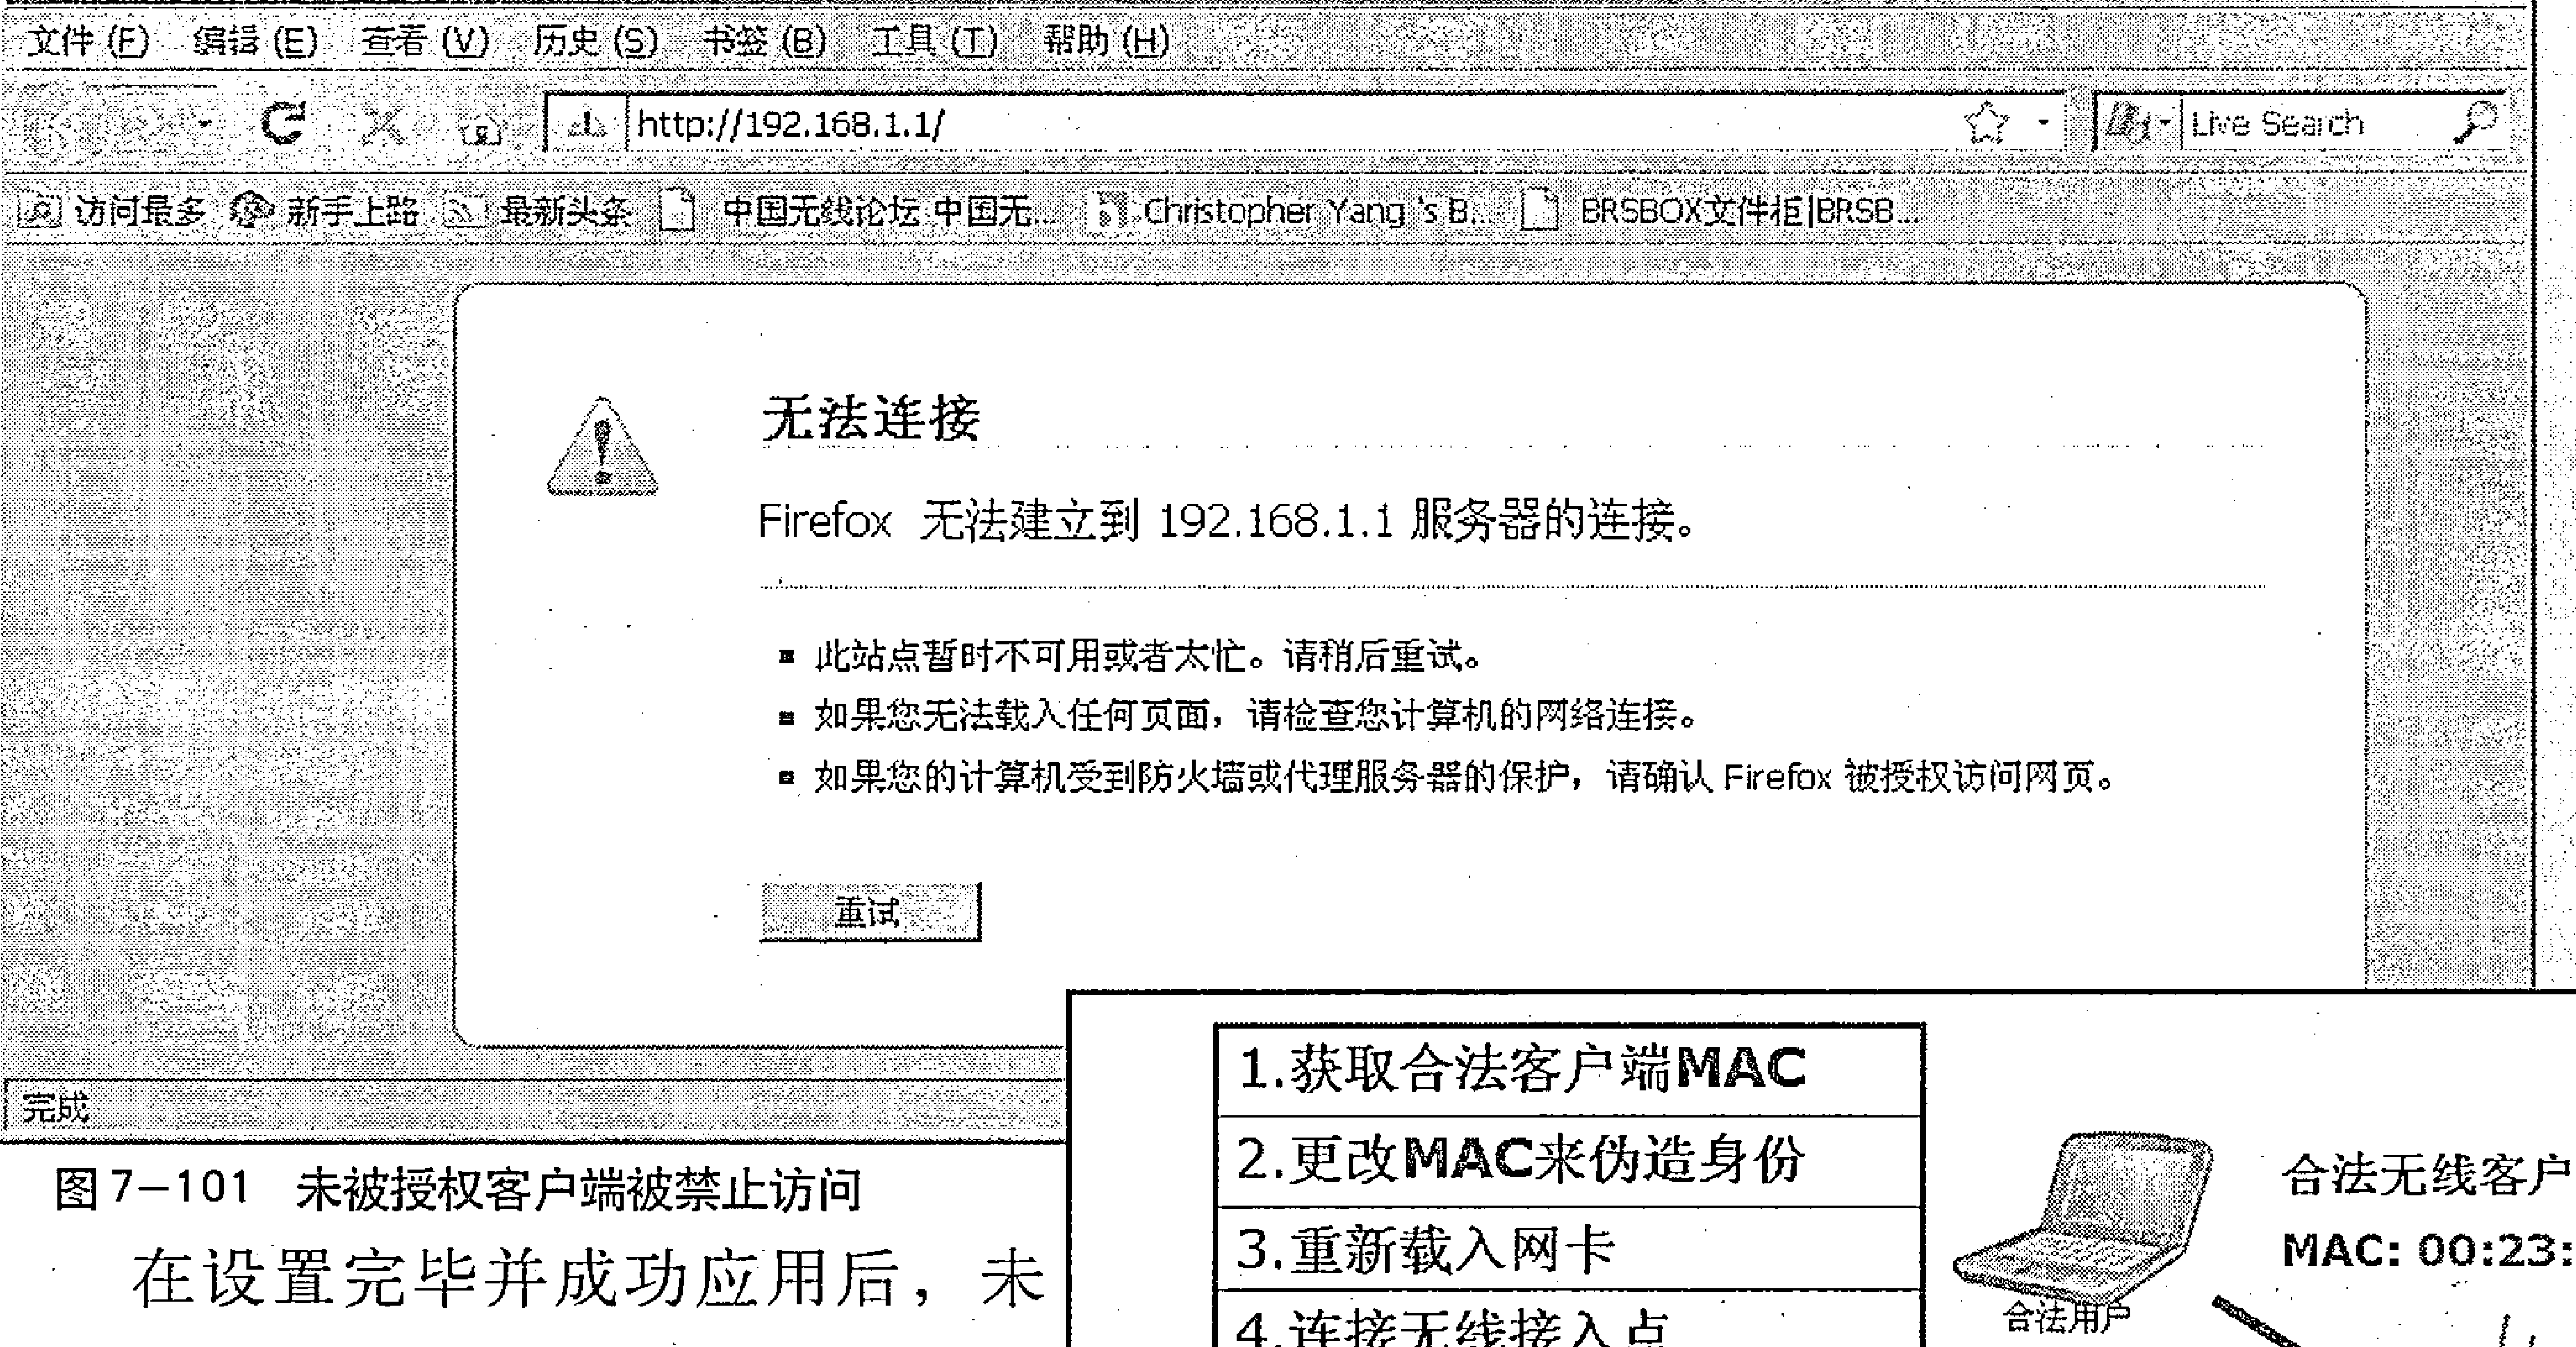 文件(F) 编辑(E) 查看(V) 历史(S) 书签(B) 工具(T) 帮助(H)
http://192.168.1.1/ Live Search
访问最多 新手上路 最新头条 中国无线论坛 中国无... Christopher Yang 's B... BRSBOX文件柜|BRSB...
无法连接
Firefox 无法建立到 192.168.1.1 服务器的连接。
▪ 此站点暂时不可用或者太忙。请稍后重试。
▪ 如果您无法载入任何页面，请检查您计算机的网络连接。
▪ 如果您的计算机受到防火墙或代理服务器的保护，请确认 Firefox 被授权访问网页。
重试
完成
图7-101 未被授权客户端被禁止访问
在设置完毕并成功应用后，未
1.获取合法客户端MAC
2.更改MAC来伪造身份
3.重新载入网卡
4.连接无线接入点
合法无线客户
MAC: 00:23:
合法用户